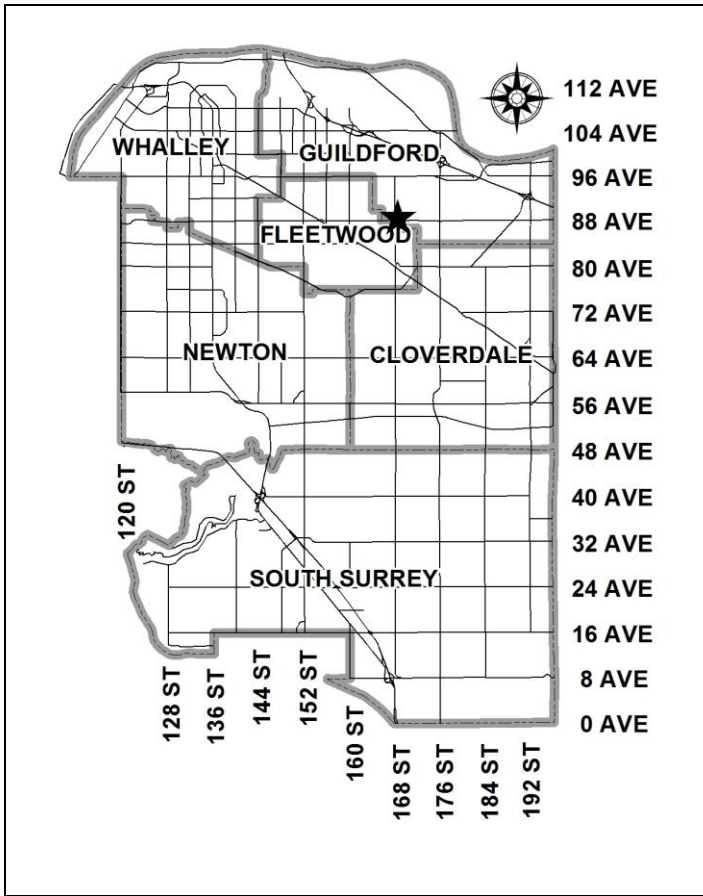 112 AVE
104 AVE
WHALLEY
GUILDFORD
96 AVE
88 AVE
FLEETWOOD
80 AVE
72 AVE
NEWTON
CLOVERDALE
64 AVE
56 AVE
48 AVE
120 ST
40 AVE
32 AVE
SOUTH SURREY
24 AVE
16 AVE
8 AVE
0 AVE
128 ST
136 ST
144 ST
152 ST
160 ST
168 ST
176 ST
184 ST
192 ST